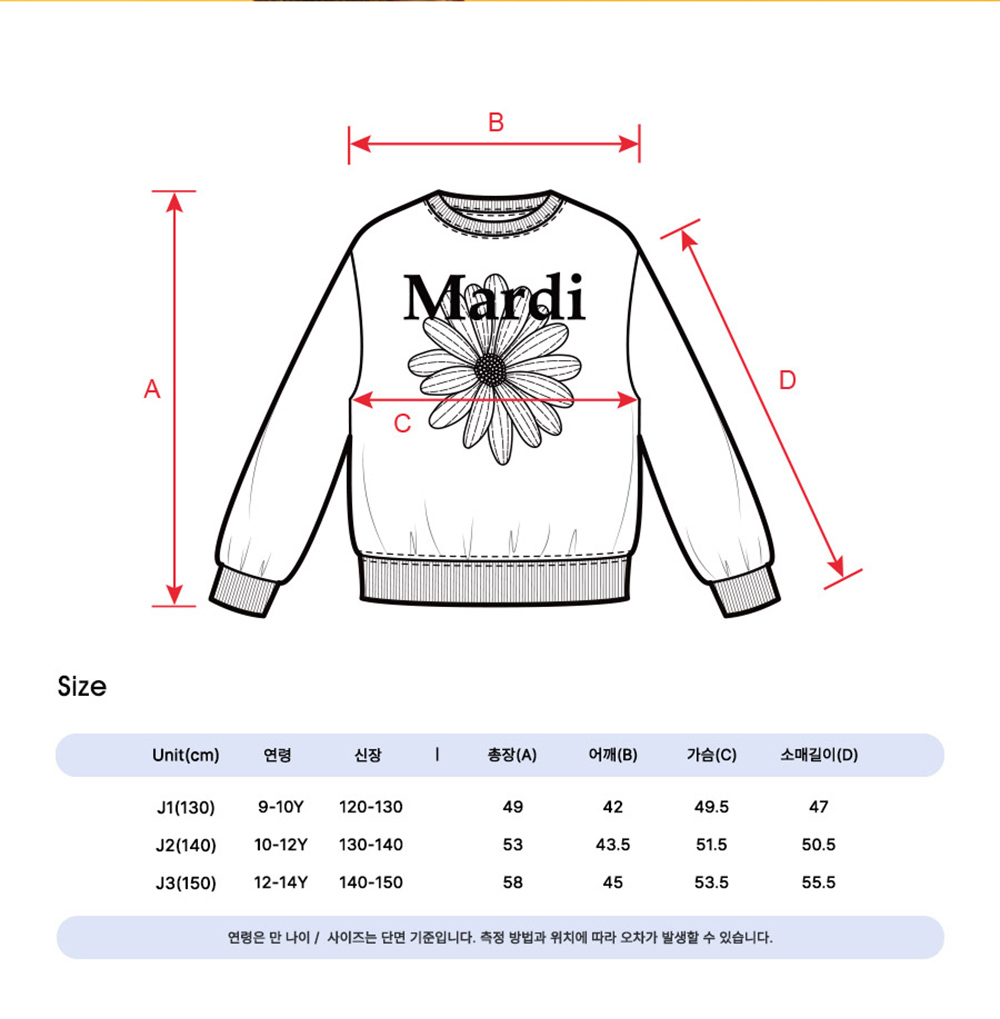 B
A
Mardi
D
C
Size
Unit(cm) 연령 신장 | 총장(A) 어깨(B) 가슴(C) 소매길이(D)
J1(130) 9-10Y 120-130 49 42 49.5 47
J2(140) 10-12Y 130-140 53 43.5 51.5 50.5
J3(150) 12-14Y 140-150 58 45 53.5 55.5
연령은 만 나이 / 사이즈는 단면 기준입니다. 측정 방법과 위치에 따라 오차가 발생할 수 있습니다.